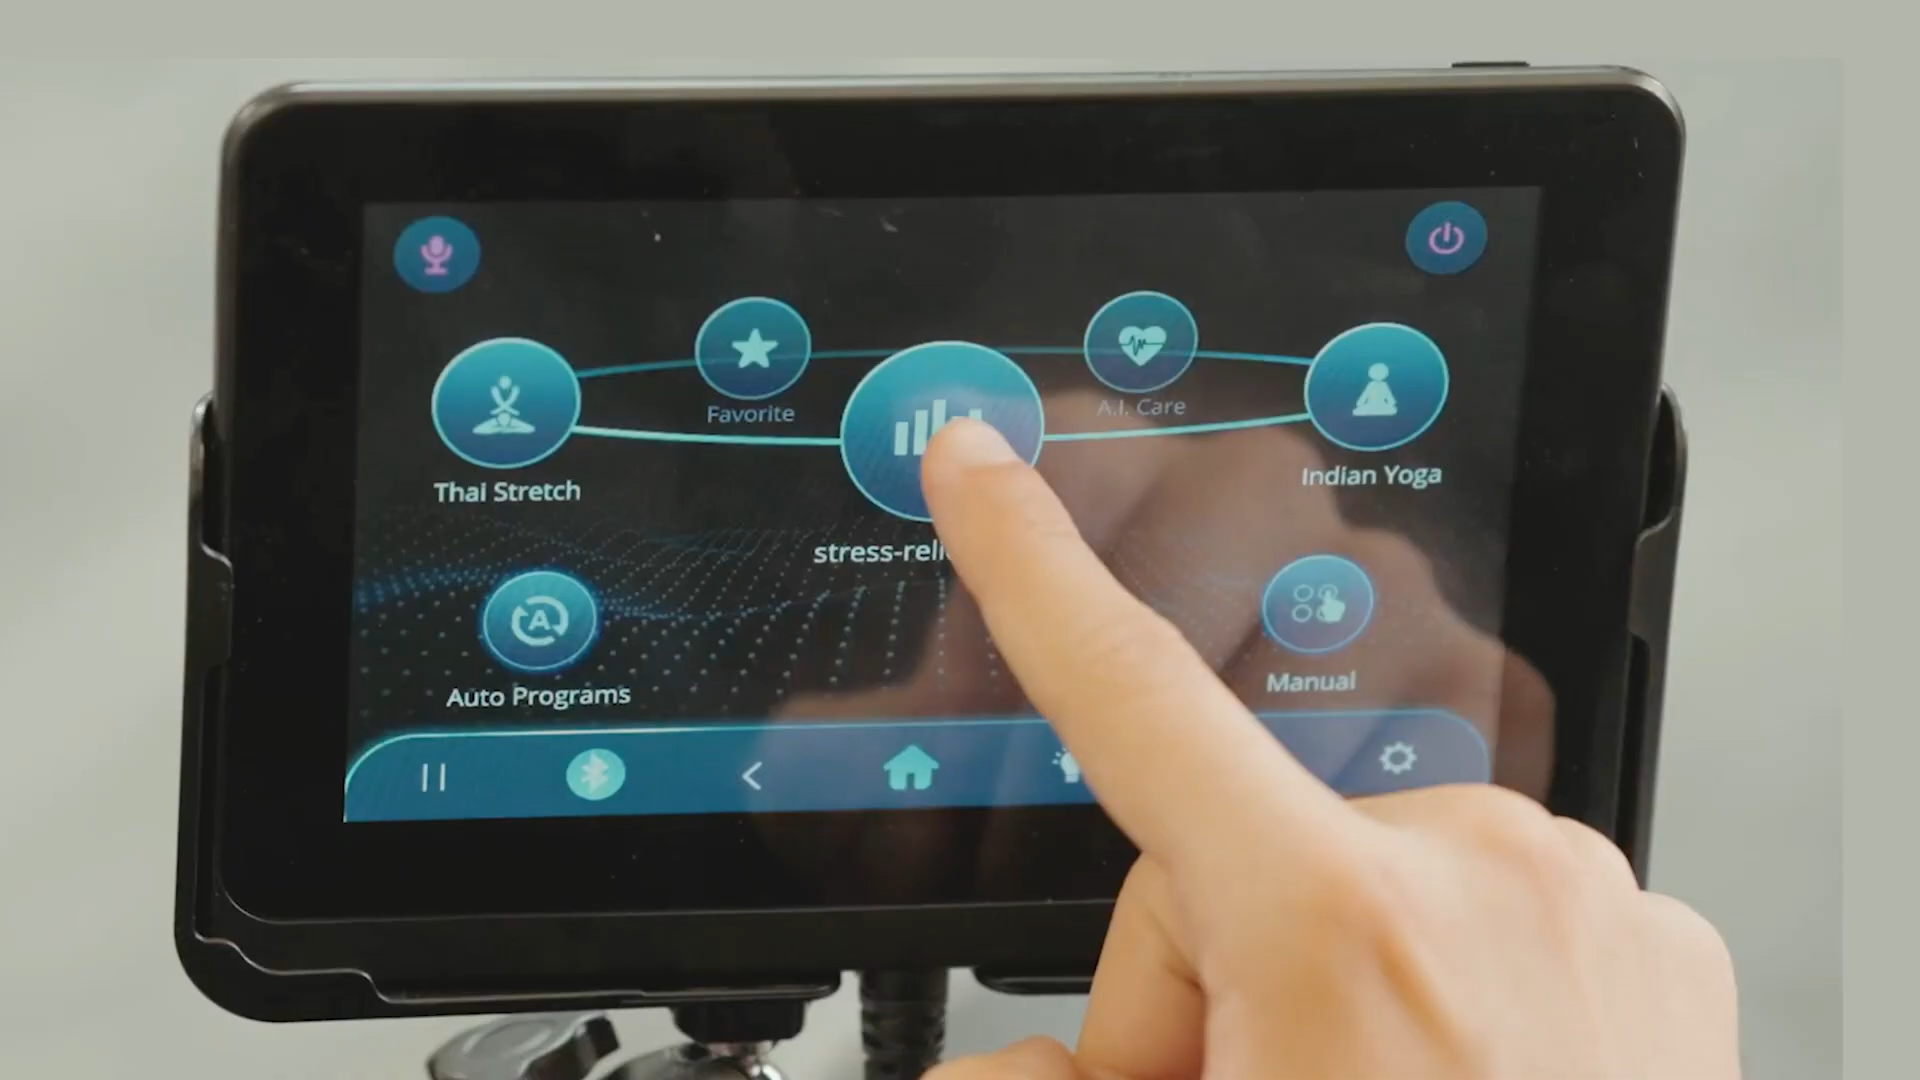 Favorite
A.I. Care
Thai Stretch
Indian Yoga
Auto Programs
Manual